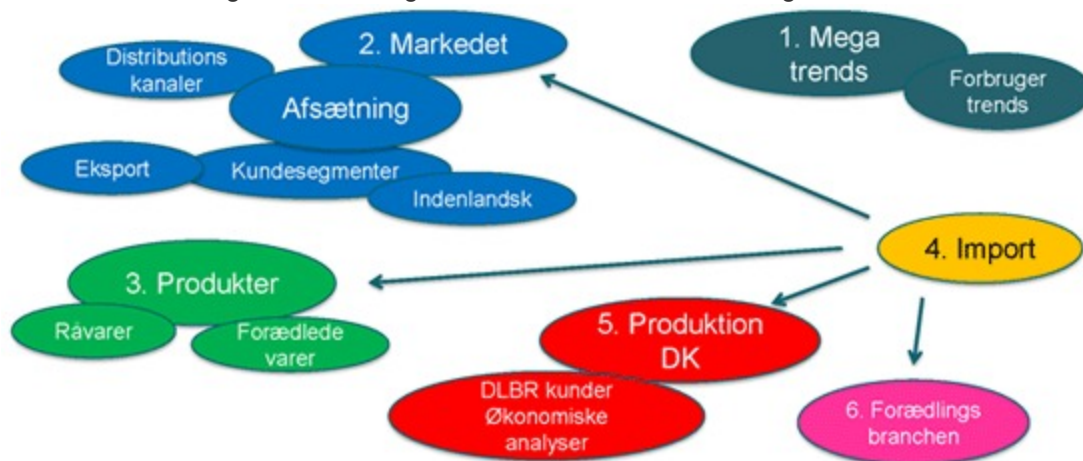 2. Markedet
Distributions
kanaler
Afsætning
Eksport
Kundesegmenter
Indenlandsk
1. Mega
trends
Forbruger
trends
4. Import
3. Produkter
Råvarer
Forædlede
varer
5. Produktion
DK
DLBR kunder
Økonomiske
analyser
6. Forædlings
branchen